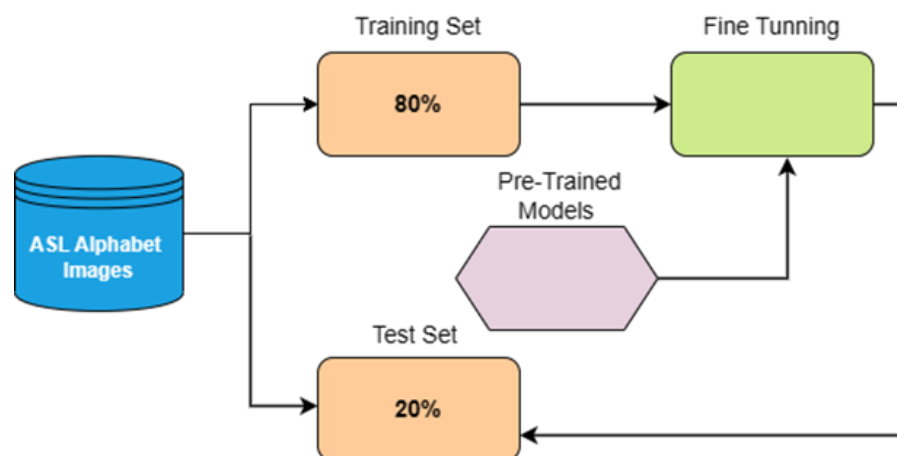 Training Set
Fine Tunning
80%
Pre-Trained
Models
ASL Alphabet
Images
Test Set
20%